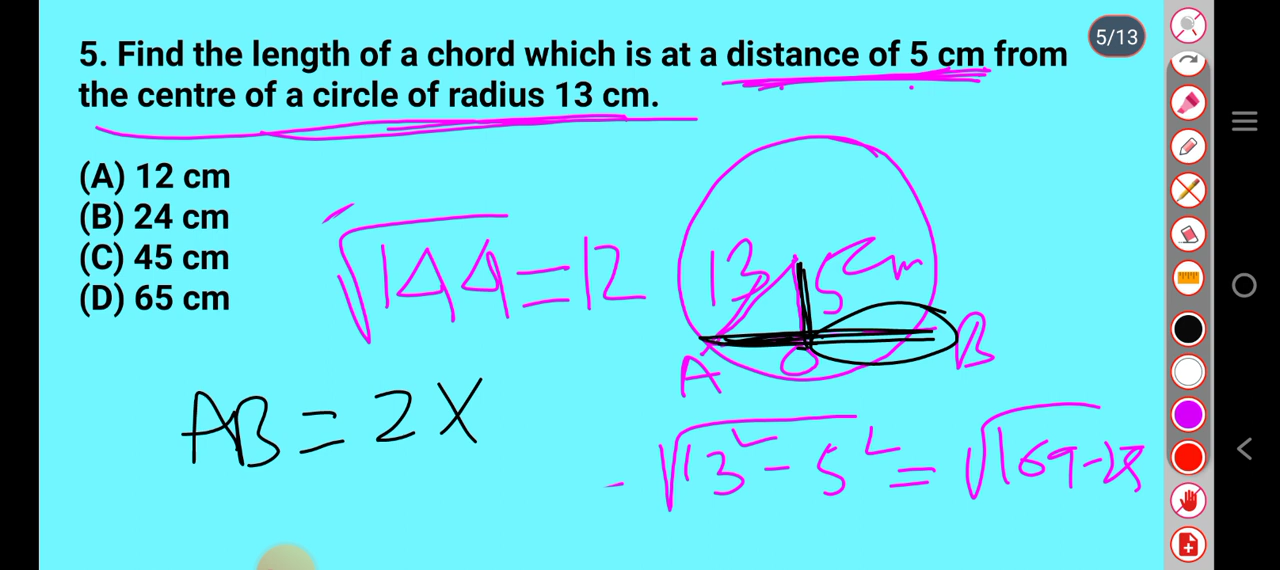 5/13
5. Find the length of a chord which is at a distance of 5 cm from
the centre of a circle of radius 13 cm.
(A) 12 cm
(B) 24 cm
(C) 45 cm
(D) 65 cm
√144 = 12
13 5cm
A O B
AB = 2 X
- √13² - 5² = √169-25